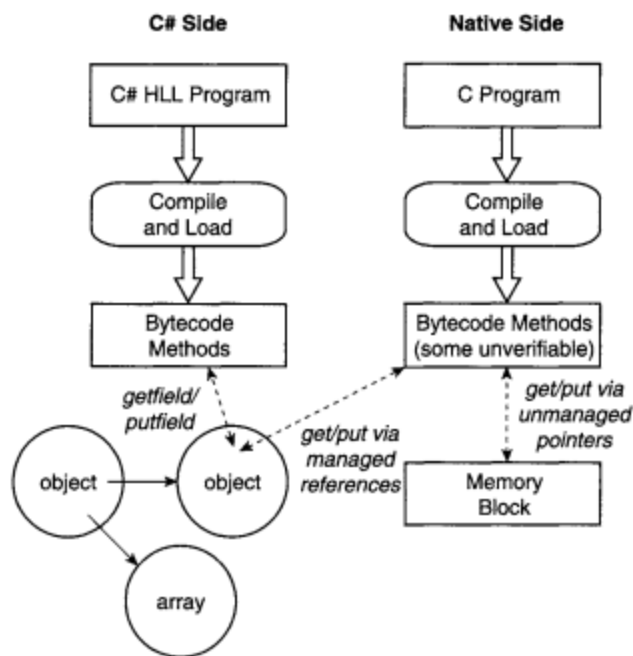 C# Side
Native Side
C# HLL Program
C Program
Compile
and Load
Compile
and Load
Bytecode
Methods
Bytecode Methods
(some unverifiable)
getfield/
putfield
get/put via
managed
references
get/put via
unmanaged
pointers
object
object
Memory
Block
array